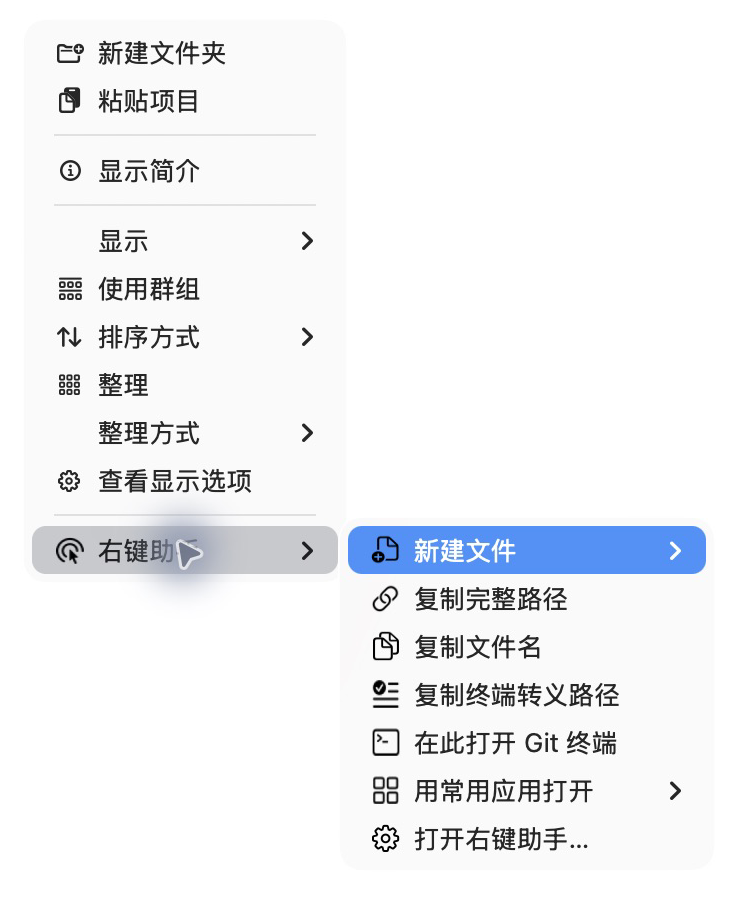 新建文件夹
粘贴项目
显示简介
显示
使用群组
排序方式
整理
整理方式
查看显示选项
右键助手
新建文件
复制完整路径
复制文件名
复制终端转义路径
在此打开 Git 终端
用常用应用打开
打开右键助手...